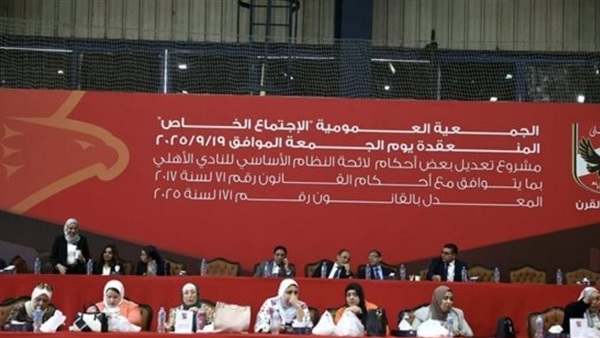 الجمعية العمومية "الإجتماع الخاص"
المنعقدة يوم الجمعة الموافق ٢٠٢٥/٩/١٩
مشروع تعديل بعض أحكام لائحة النظام الأساسي للنادي الأهلي
بما يتوافق مع أحكام القانون رقم ٧١ لسنة ٢٠١٧
المعدل بالقانون رقم ١٧١ لسنة ٢٠٢٥
القرن